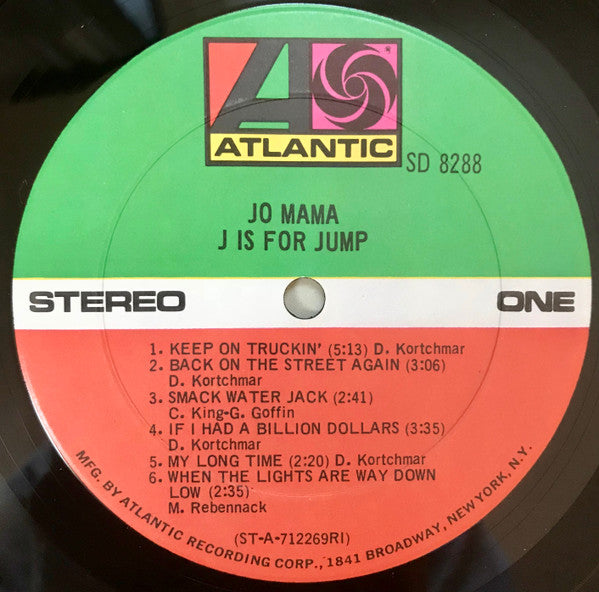 ATLANTIC
SD 8288
JO MAMA
J IS FOR JUMP
STEREO
ONE
1. KEEP ON TRUCKIN' (5:13) D. Kortchmar
2. BACK ON THE STREET AGAIN (3:06)
D. Kortchmar
3. SMACK WATER JACK (2:41)
C. King-G. Goffin
4. IF I HAD A BILLION DOLLARS (3:35)
D. Kortchmar
5. MY LONG TIME (2:20) D. Kortchmar
6. WHEN THE LIGHTS ARE WAY DOWN
LOW (2:35)
M. Rebennack
(ST-A-712269RI)
MFG. BY ATLANTIC RECORDING CORP., 1841 BROADWAY, NEW YORK, N.Y.